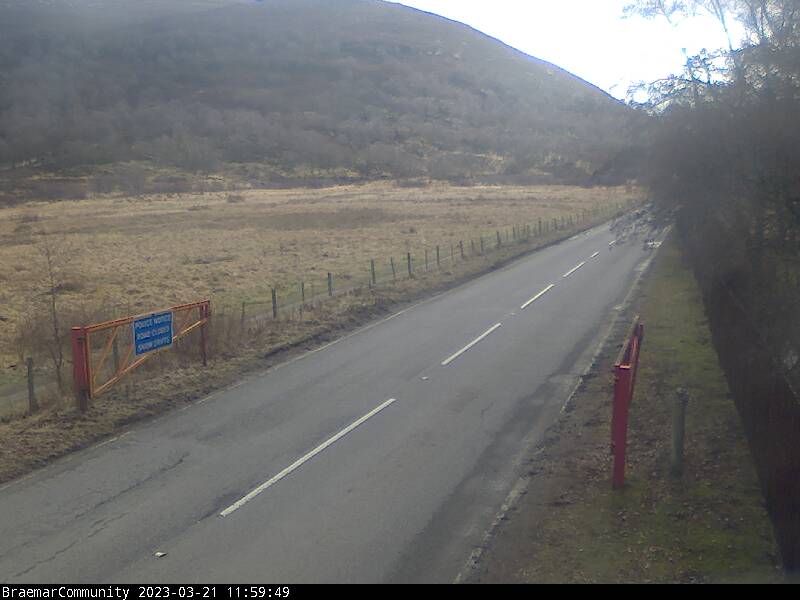 POLICE NOTICE
ROAD CLOSED
SNOW DRIFTS
BraemarCommunity 2023-03-21 11:59:49